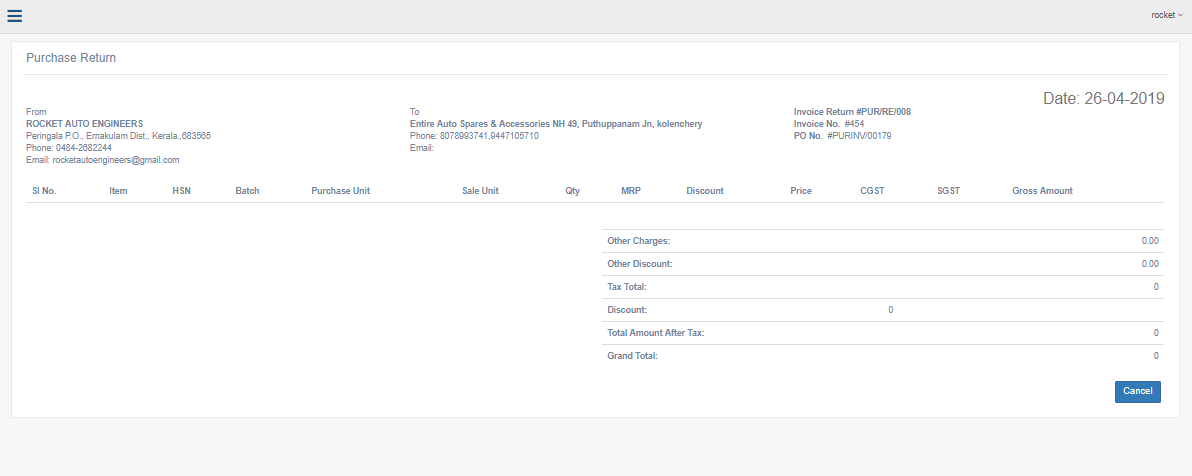 rocket
Purchase Return
Date: 26-04-2019
From
ROCKET AUTO ENGINEERS
Peringala P.O., Ernakulam Dist., Kerala.,683565
Phone: 0484-2682244
Email: rocketautoengineers@gmail.com
To
Entire Auto Spares & Accessories NH 49, Puthuppanam Jn, kolenchery
Phone: 8078993741,9447105710
Email:
Invoice Return #PUR/RE/008
Invoice No. #454
PO No. #PURINV/00179
Sl No. Item HSN Batch Purchase Unit Sale Unit Qty MRP Discount Price CGST SGST Gross Amount
Other Charges: 0.00
Other Discount: 0.00
Tax Total: 0
Discount: 0
Total Amount After Tax: 0
Grand Total: 0
Cancel